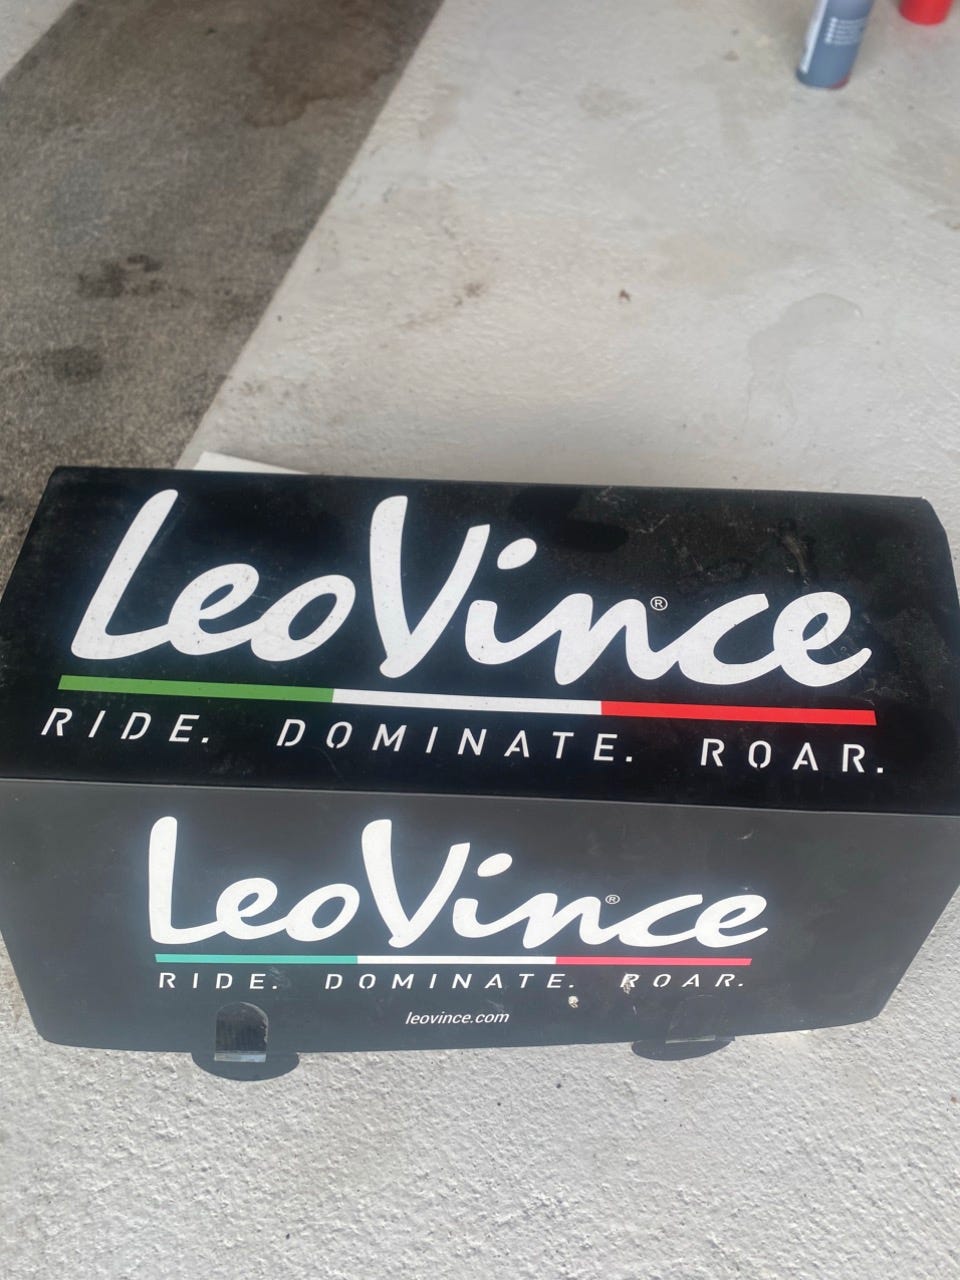 LeoVince®
RIDE. DOMINATE. ROAR.
LeoVince®
RIDE. DOMINATE. ROAR.
leovince.com